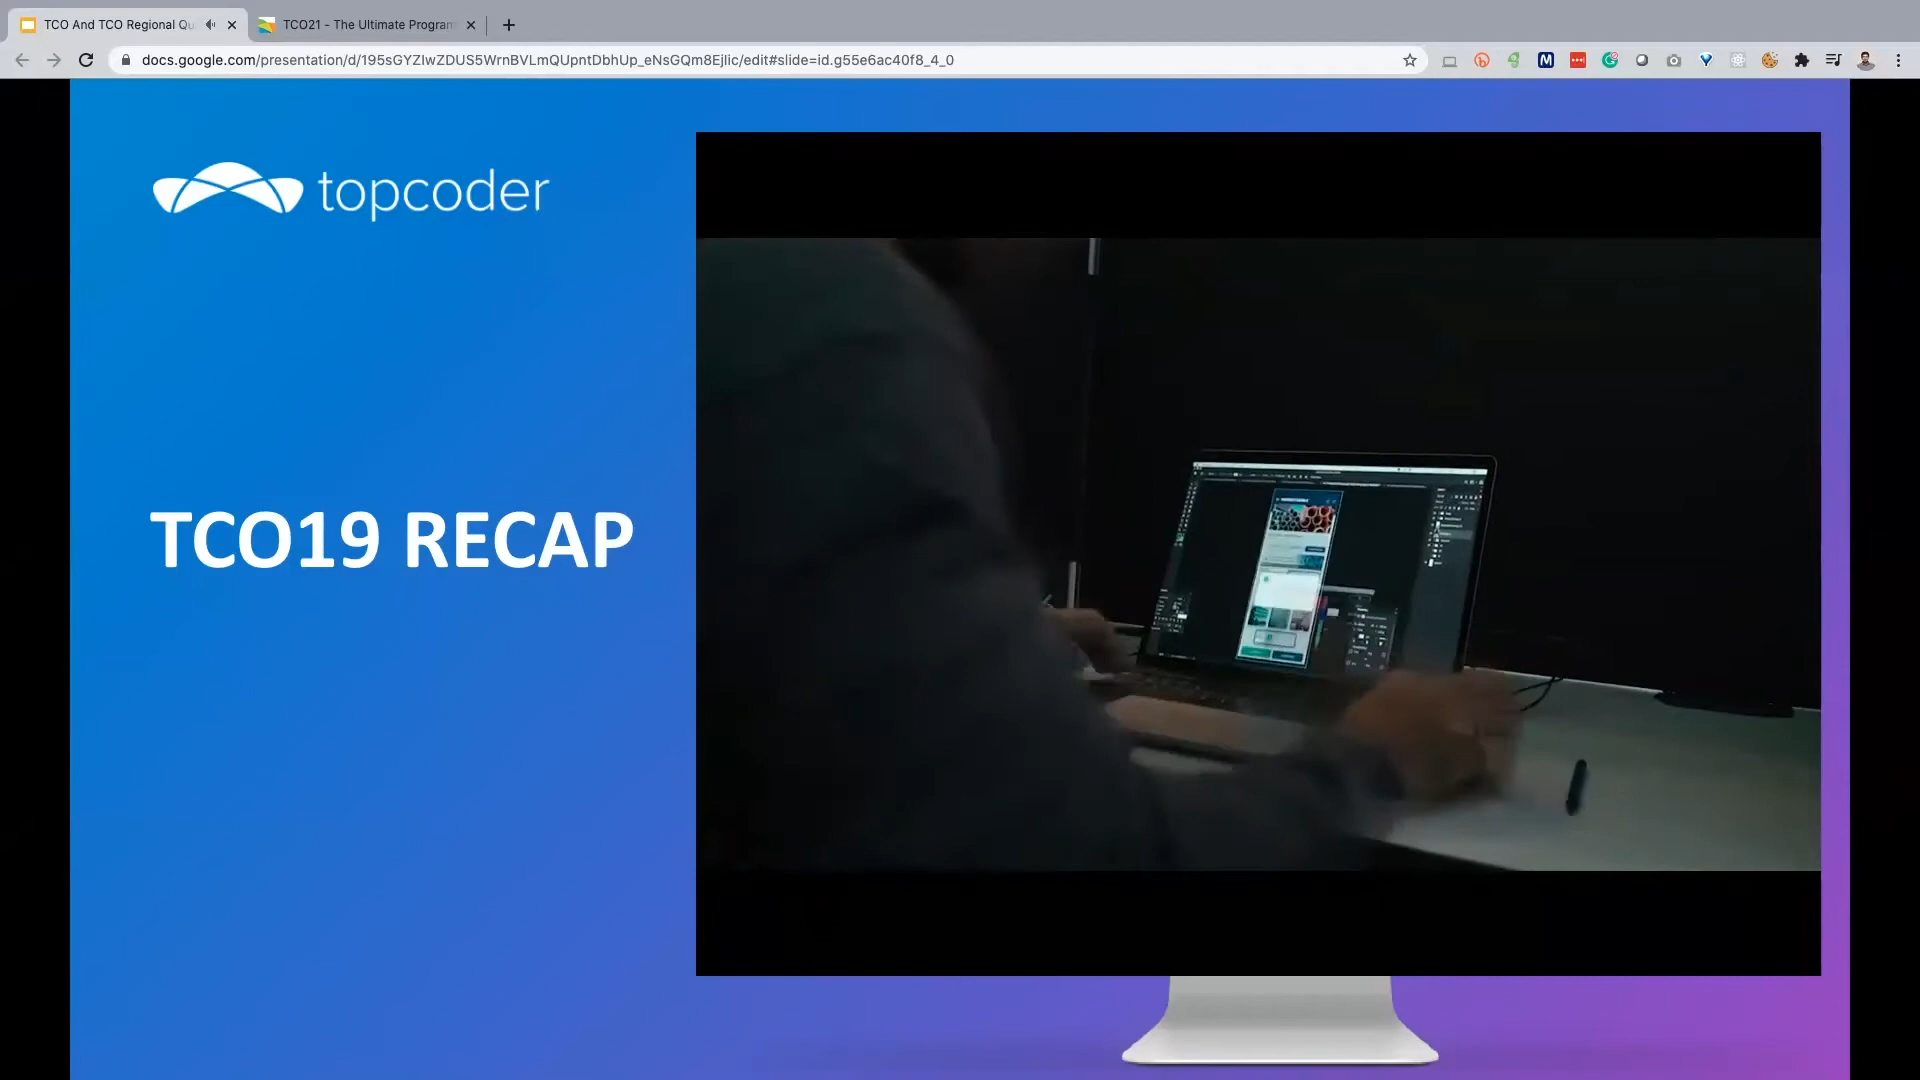 TCO And TCO Regional Qu
TCO21 - The Ultimate Program
docs.google.com/presentation/d/195sGYZIwZDUS5WrnBVLmQUpntDbhUp_eNsGQm8EjIic/edit#slide=id.g55e6ac40f8_4_0
topcoder
TCO19 RECAP